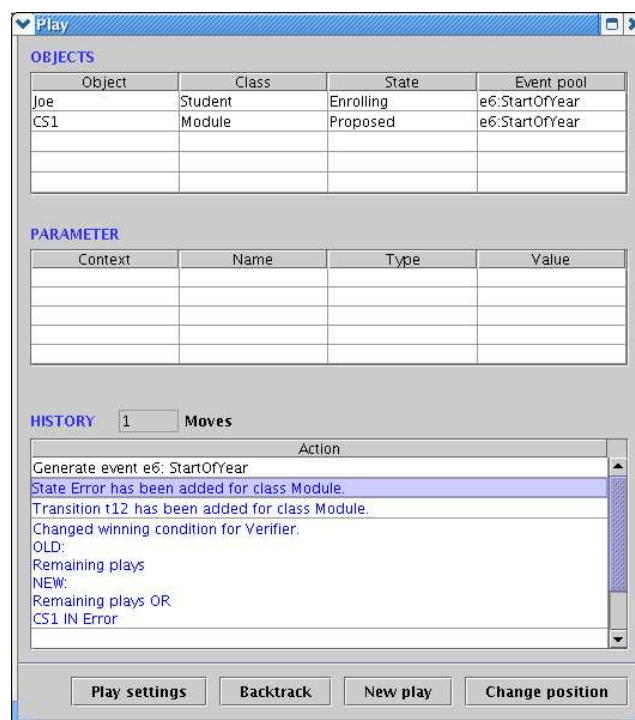 Play
OBJECTS
Object Class State Event pool
Joe Student Enrolling e6:StartOfYear
CS1 Module Proposed e6:StartOfYear
PARAMETER
Context Name Type Value
HISTORY 1 Moves
Action
Generate event e6: StartOfYear
State Error has been added for class Module.
Transition t12 has been added for class Module.
Changed winning condition for Verifier.
OLD:
Remaining plays
NEW:
Remaining plays OR
CS1 IN Error
Play settings Backtrack New play Change position